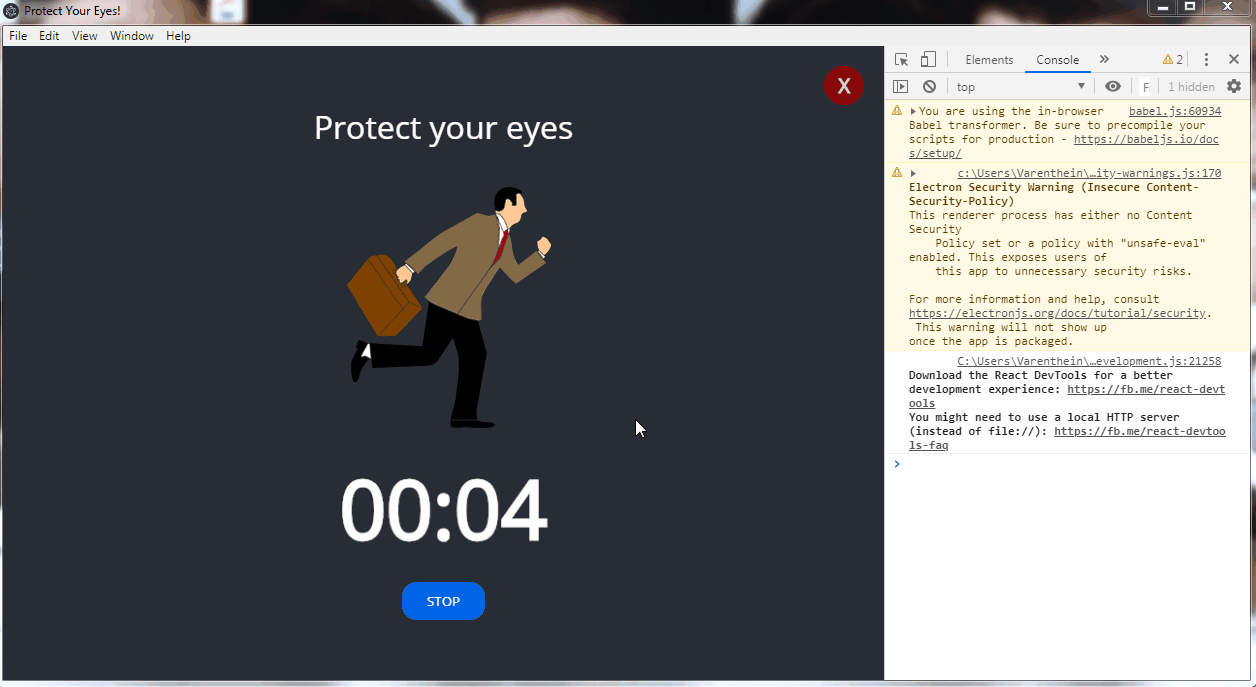 Protect Your Eyes!
File Edit View Window Help
X
Protect your eyes
00:04
STOP
Elements Console » 2
top F 1 hidden
You are using the in-browser babel.js:60934
Babel transformer. Be sure to precompile your
scripts for production - https://babeljs.io/doc
s/setup/
c:\Users\Varenthein\…ity-warnings.js:170
Electron Security Warning (Insecure Content-
Security-Policy)
This renderer process has either no Content
Security
Policy set or a policy with "unsafe-eval"
enabled. This exposes users of
this app to unnecessary security risks.
For more information and help, consult
https://electronjs.org/docs/tutorial/security.
This warning will not show up
once the app is packaged.
C:\Users\Varenthein\…evelopment.js:21258
Download the React DevTools for a better
development experience: https://fb.me/react-devt
ools
You might need to use a local HTTP server
(instead of file://): https://fb.me/react-devtoo
ls-faq